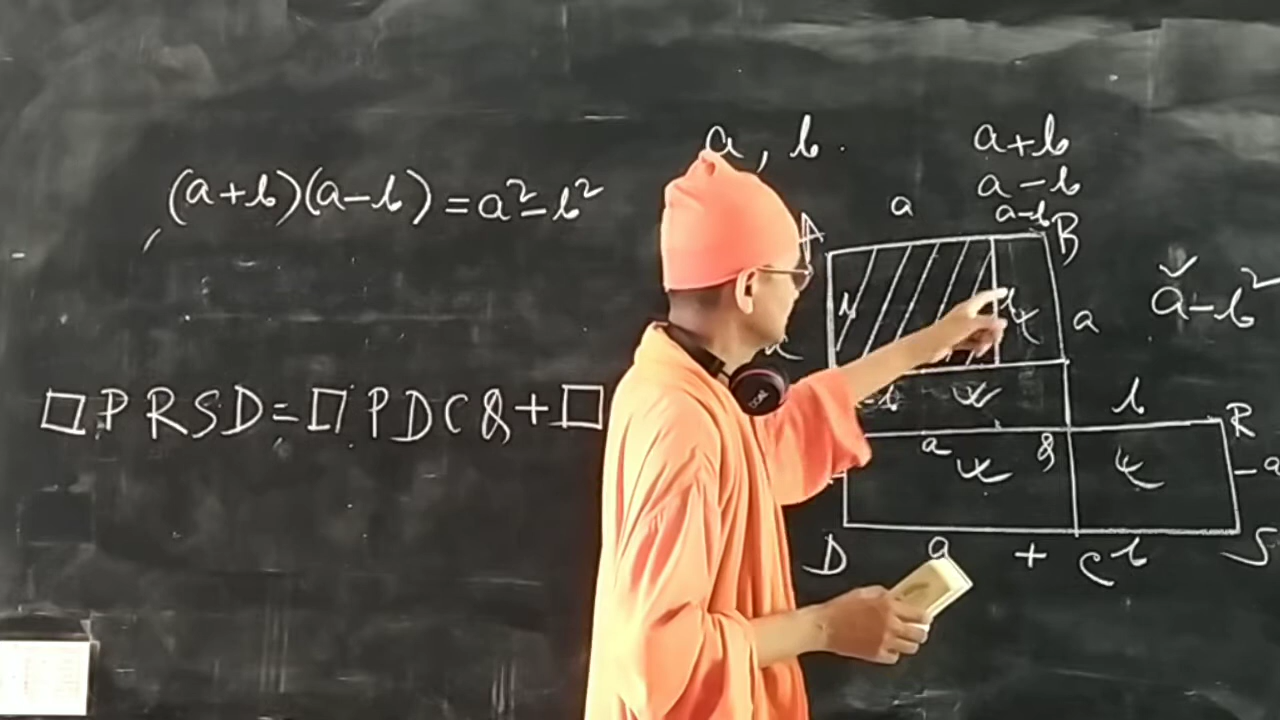 a, b.
a+b
a-b
(a+b)(a-b)=a²-b²
a
a-b
A
B
b
a
a²-b²
□PRSD=□PDCQ+□
b
R
a
Q
D
a
+
C
b
S